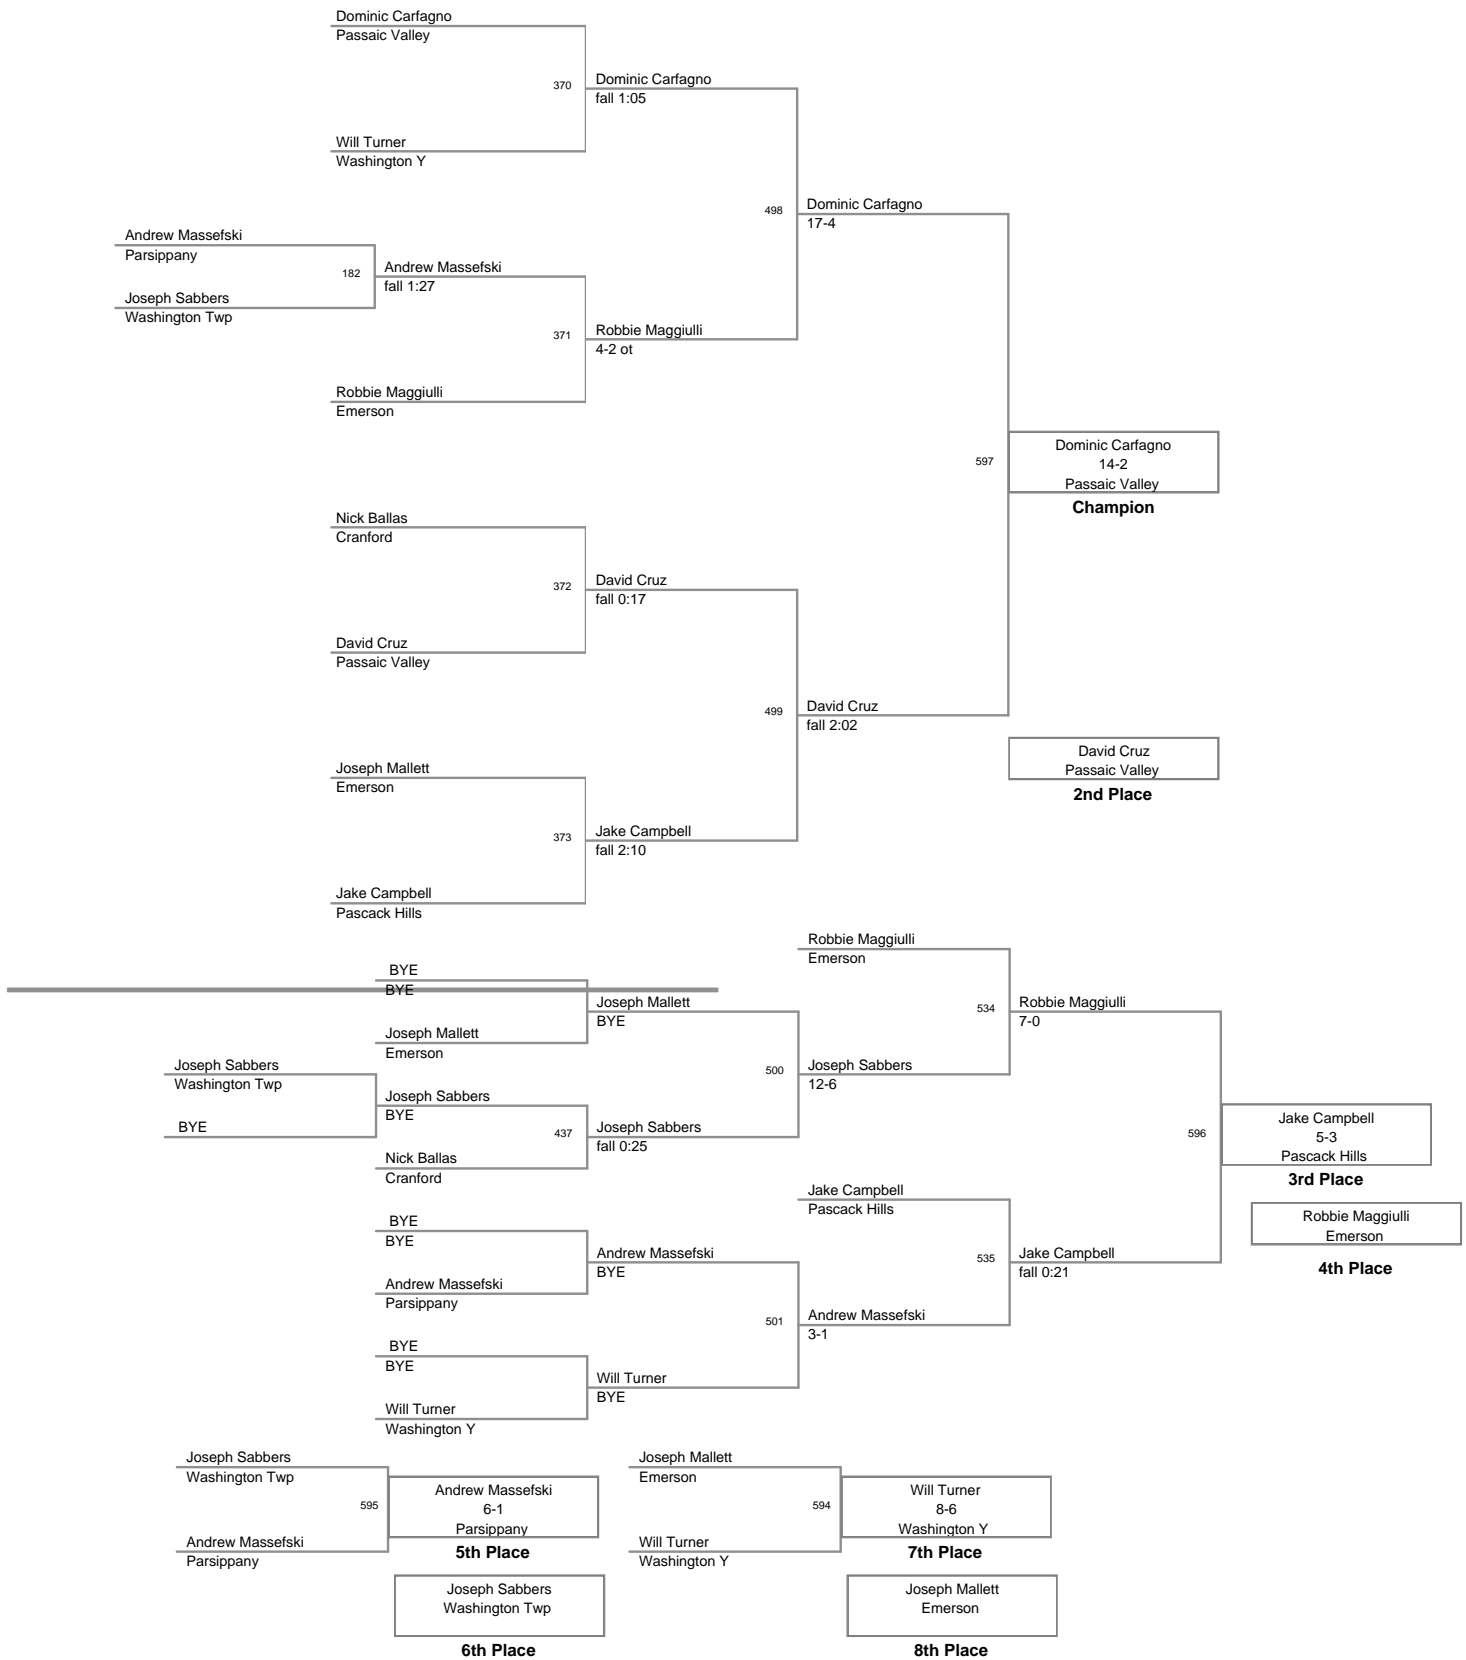 Dominic Carfagno
Passaic Valley
370
Dominic Carfagno
fall 1:05
Will Turner
Washington Y
498
Dominic Carfagno
17-4
Andrew Massefski
Parsippany
182
Andrew Massefski
fall 1:27
Joseph Sabbers
Washington Twp
371
Robbie Maggiulli
4-2 ot
Robbie Maggiulli
Emerson
597
Dominic Carfagno
14-2
Passaic Valley
Champion
Nick Ballas
Cranford
372
David Cruz
fall 0:17
David Cruz
Passaic Valley
499
David Cruz
fall 2:02
David Cruz
Passaic Valley
2nd Place
Joseph Mallett
Emerson
373
Jake Campbell
fall 2:10
Jake Campbell
Pascack Hills
Robbie Maggiulli
Emerson
BYE
BYE
Joseph Mallett
BYE
534
Robbie Maggiulli
7-0
Joseph Mallett
Emerson
Joseph Sabbers
Washington Twp
500
Joseph Sabbers
12-6
Joseph Sabbers
BYE
BYE
437
Joseph Sabbers
fall 0:25
596
Jake Campbell
5-3
Pascack Hills
3rd Place
Nick Ballas
Cranford
Jake Campbell
Pascack Hills
Robbie Maggiulli
Emerson
4th Place
BYE
BYE
Andrew Massefski
BYE
535
Jake Campbell
fall 0:21
Andrew Massefski
Parsippany
501
Andrew Massefski
3-1
BYE
BYE
Will Turner
BYE
Will Turner
Washington Y
Joseph Sabbers
Washington Twp
595
Andrew Massefski
6-1
Parsippany
5th Place
Andrew Massefski
Parsippany
Joseph Sabbers
Washington Twp
6th Place
Joseph Mallett
Emerson
594
Will Turner
8-6
Washington Y
7th Place
Will Turner
Washington Y
Joseph Mallett
Emerson
8th Place